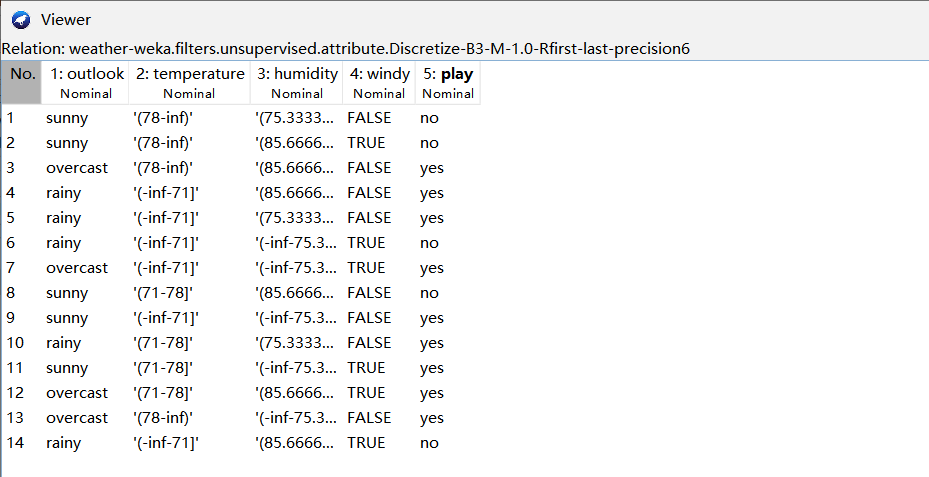 Viewer
Relation: weather-weka.filters.unsupervised.attribute.Discretize-B3-M-1.0-Rfirst-last-precision6
No. 1: outlook 2: temperature 3: humidity 4: windy 5: play
Nominal Nominal Nominal Nominal Nominal
1 sunny '(78-inf)' '(75.3333... FALSE no
2 sunny '(78-inf)' '(85.6666... TRUE no
3 overcast '(78-inf)' '(85.6666... FALSE yes
4 rainy '(-inf-71]' '(85.6666... FALSE yes
5 rainy '(-inf-71]' '(75.3333... FALSE yes
6 rainy '(-inf-71]' '(-inf-75.3... TRUE no
7 overcast '(-inf-71]' '(-inf-75.3... TRUE yes
8 sunny '(71-78]' '(85.6666... FALSE no
9 sunny '(-inf-71]' '(-inf-75.3... FALSE yes
10 rainy '(71-78]' '(75.3333... FALSE yes
11 sunny '(71-78]' '(-inf-75.3... TRUE yes
12 overcast '(71-78]' '(85.6666... TRUE yes
13 overcast '(78-inf)' '(-inf-75.3... FALSE yes
14 rainy '(-inf-71]' '(85.6666... TRUE no